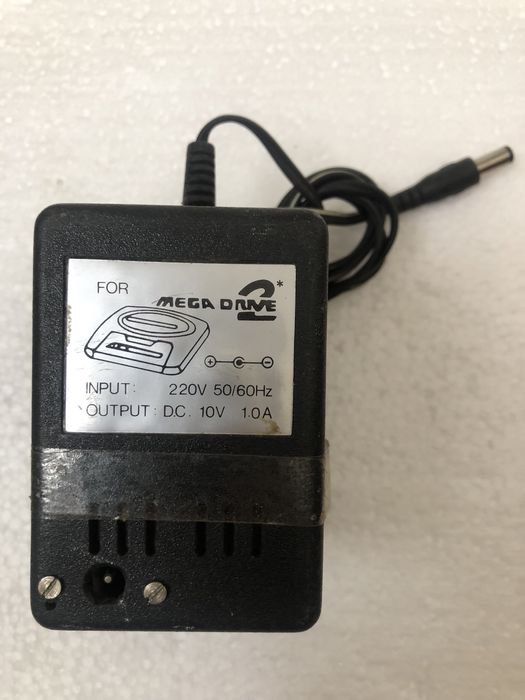 FOR
MEGA DRIVE 2*
+ −
INPUT: 220V 50/60Hz
OUTPUT: D.C. 10V 1.0A